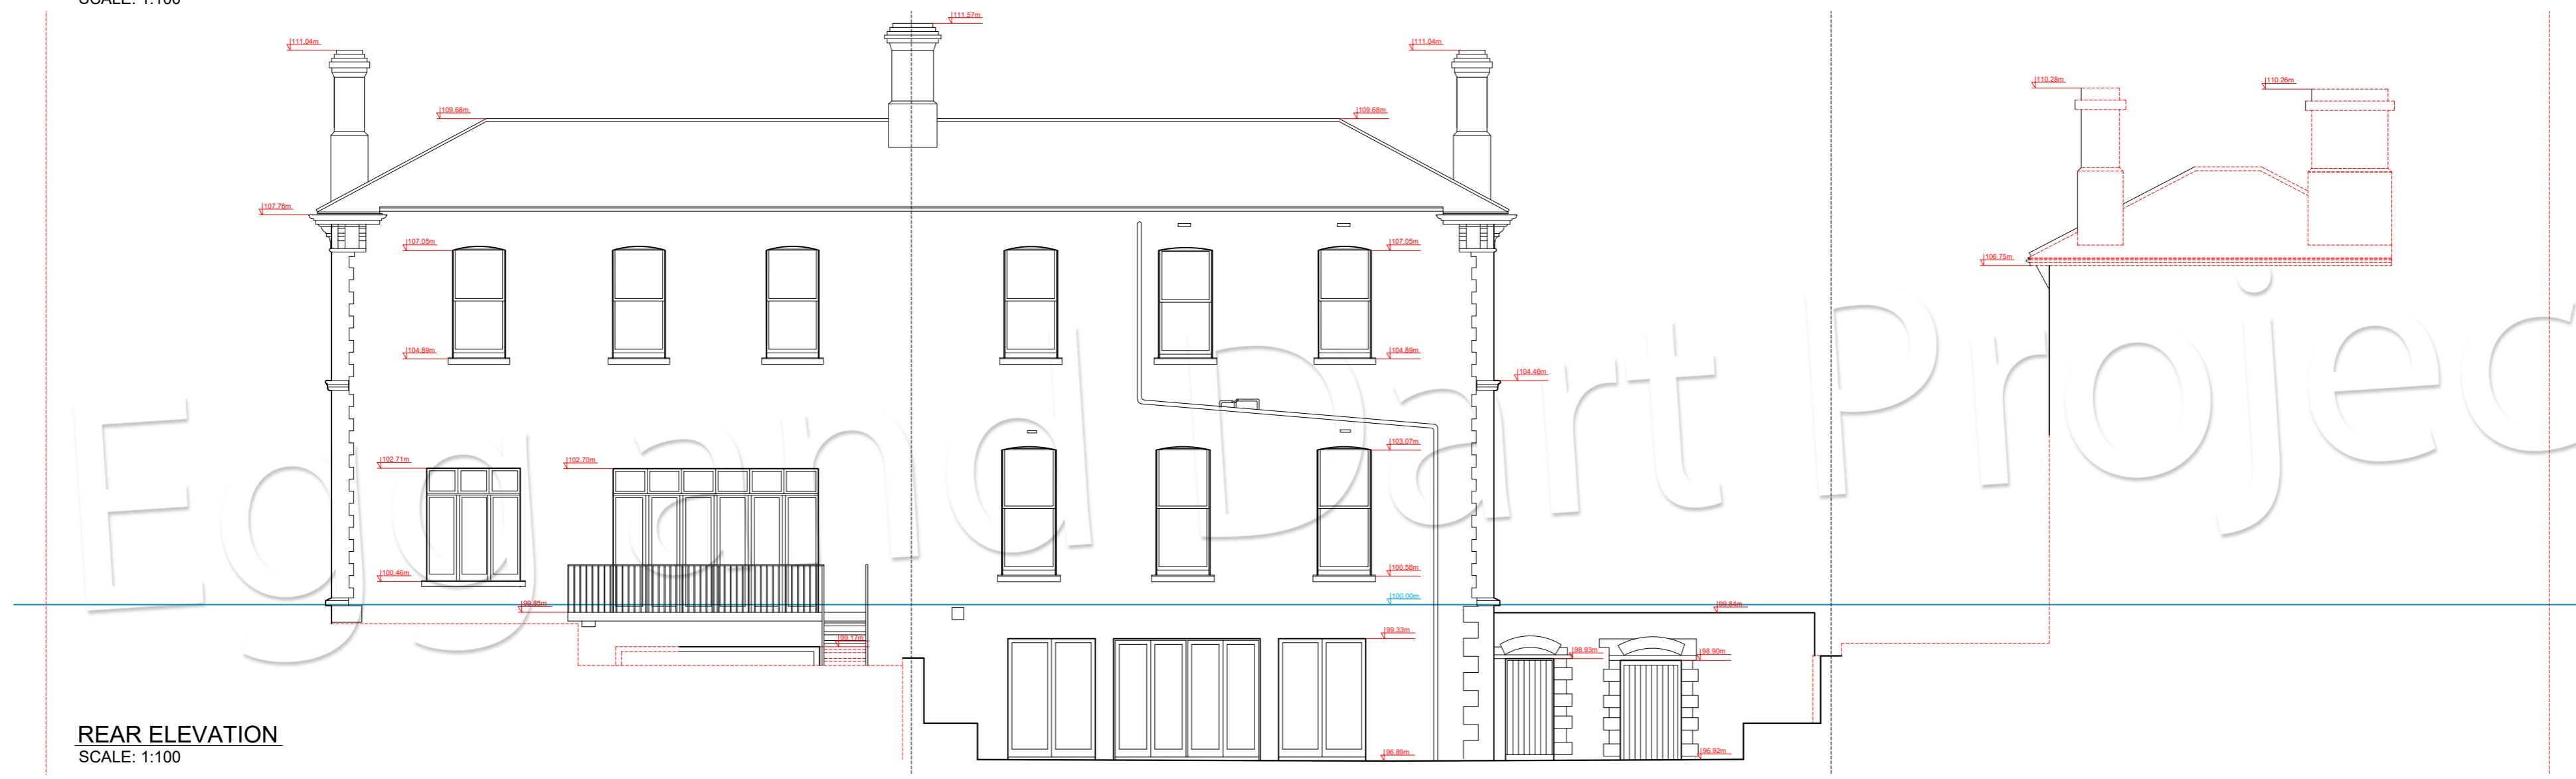 SCALE: 1:100
111.57m
111.04m
111.04m
110.28m
110.26m
109.68m
109.68m
107.76m
107.05m
107.05m
106.75m
104.89m
104.89m
104.46m
103.07m
102.71m
102.70m
100.46m
100.56m
99.85m
100.00m
99.84m
99.17m
99.33m
98.93m
98.90m
96.89m
96.92m
Egg and Dart Projec
REAR ELEVATION
SCALE: 1:100